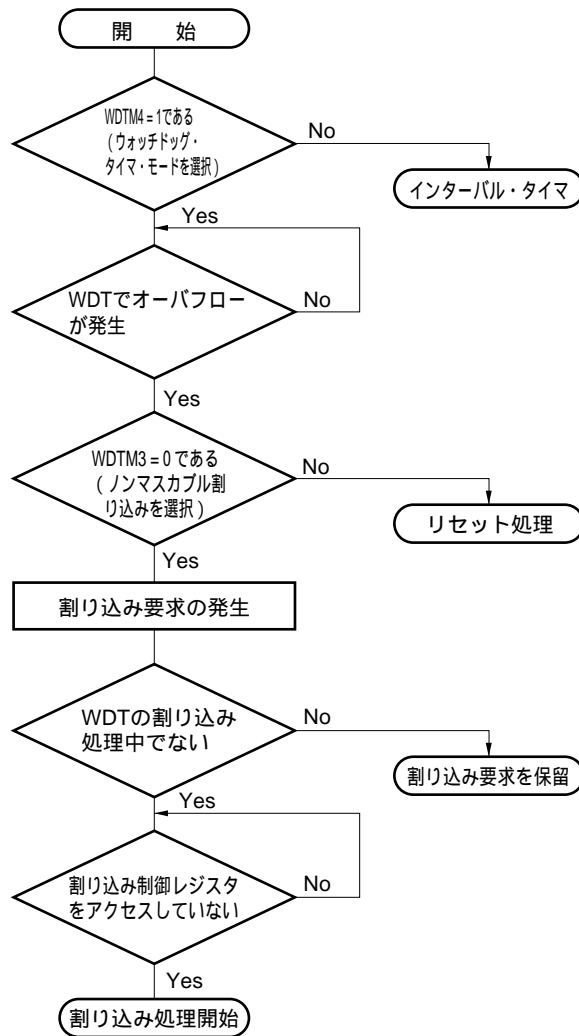 開　始
WDTM4 = 1である
(ウォッチドッグ・
タイマ・モードを選択)
No
インターバル・タイマ
Yes
WDTでオーバフロー
が発生
No
Yes
WDTM3 = 0 である
(ノンマスカブル割
り込みを選択)
No
リセット処理
Yes
割り込み要求の発生
WDTの割り込み
処理中でない
No
割り込み要求を保留
Yes
割り込み制御レジスタ
をアクセスしていない
No
Yes
割り込み処理開始